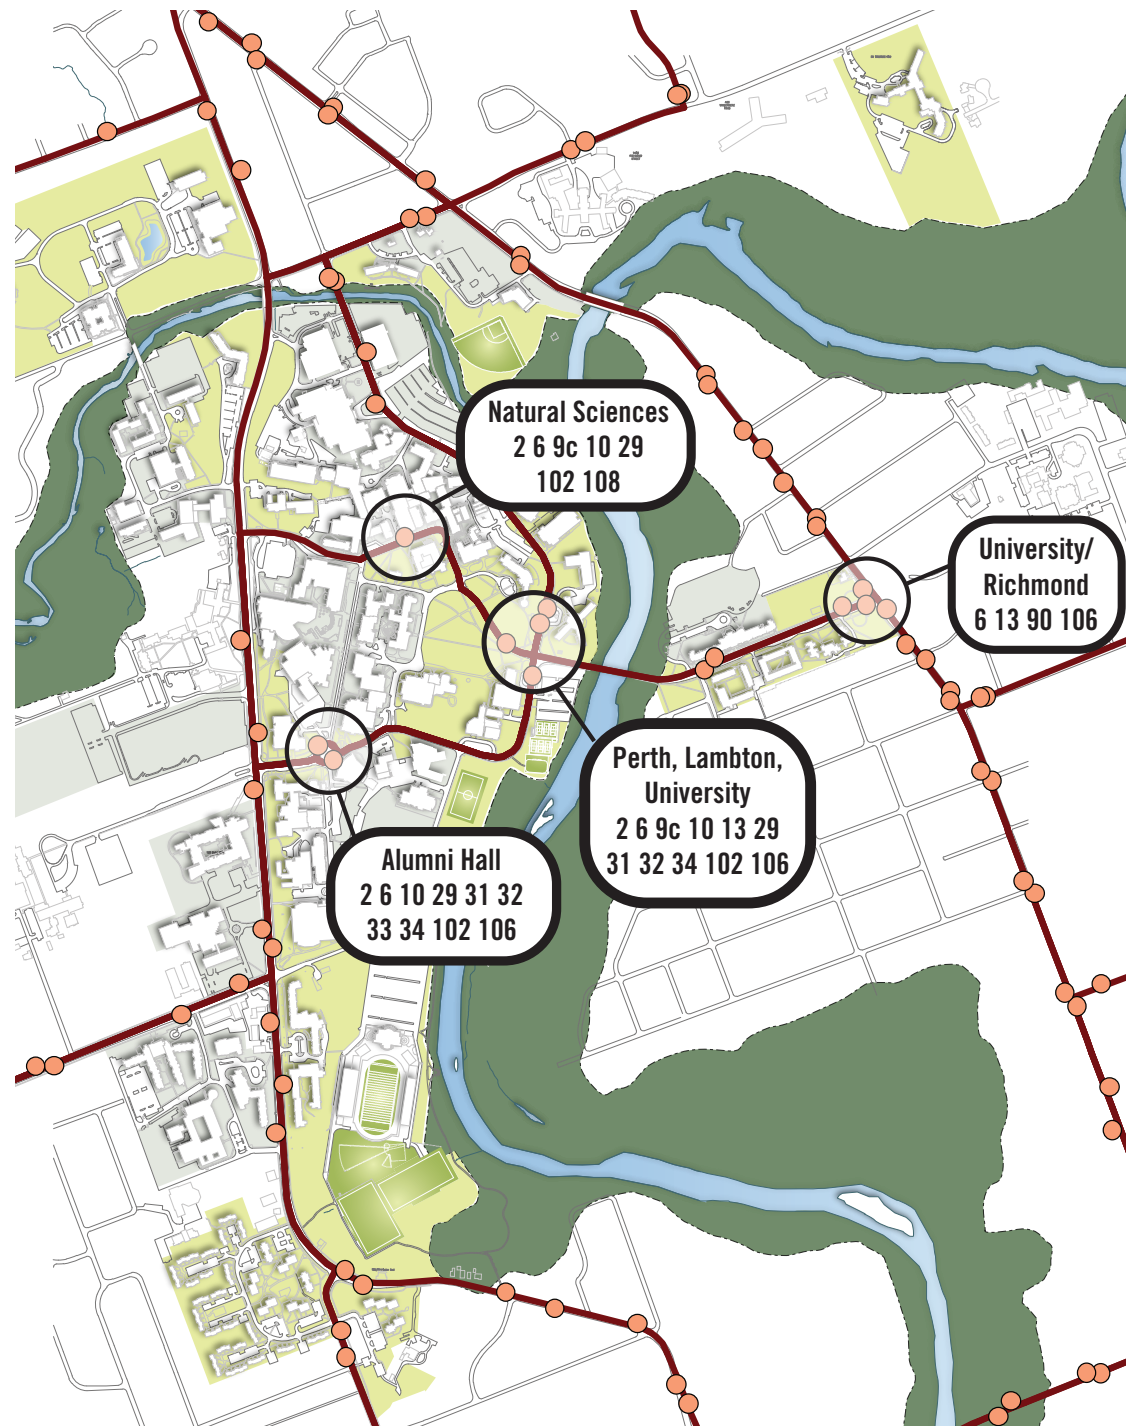 Natural Sciences
2 6 9c 10 29
102 108
University/
Richmond
6 13 90 106
Perth, Lambton,
University
2 6 9c 10 13 29
31 32 34 102 106
Alumni Hall
2 6 10 29 31 32
33 34 102 106